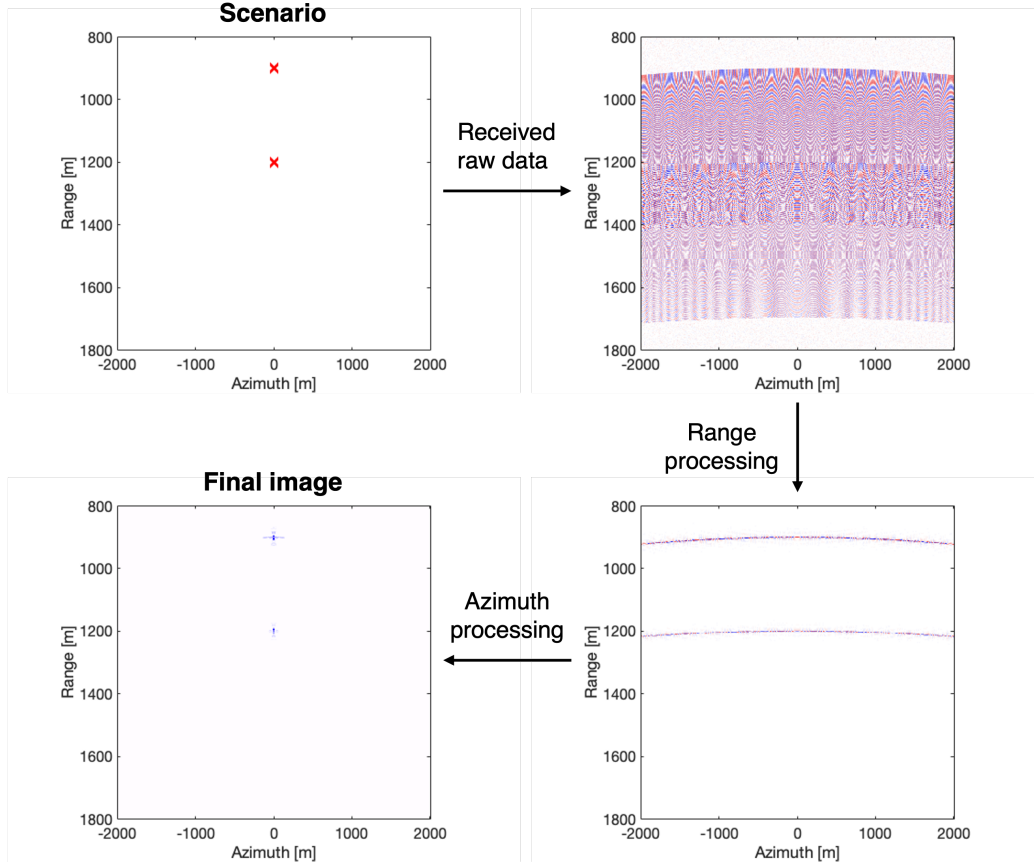 Scenario
800
1000
1200
1400
1600
1800
Range [m]
-2000
-1000
0
1000
2000
Azimuth [m]
Received
raw data
800
1000
1200
1400
1600
1800
Range [m]
-2000
-1000
0
1000
2000
Azimuth [m]
Range
processing
Final image
800
1000
1200
1400
1600
1800
Range [m]
-2000
-1000
0
1000
2000
Azimuth [m]
Azimuth
processing
800
1000
1200
1400
1600
1800
Range [m]
-2000
-1000
0
1000
2000
Azimuth [m]